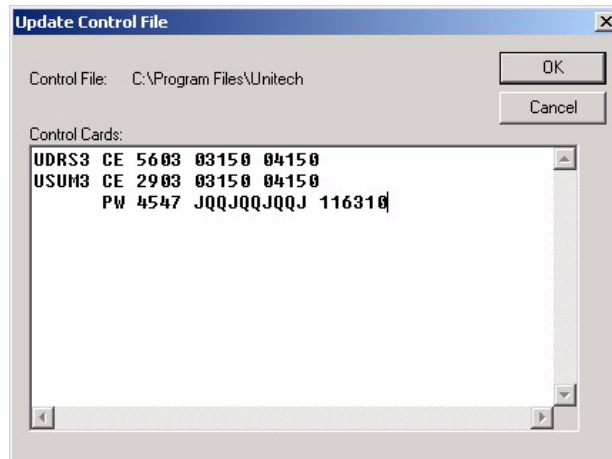 Update Control File
Control File: C:\Program Files\Unitech
OK
Cancel
Control Cards:
UDRS3 CE 5603 03150 04150
USUM3 CE 2903 03150 04150
PW 4547 JQQJQQJQQJ 116310